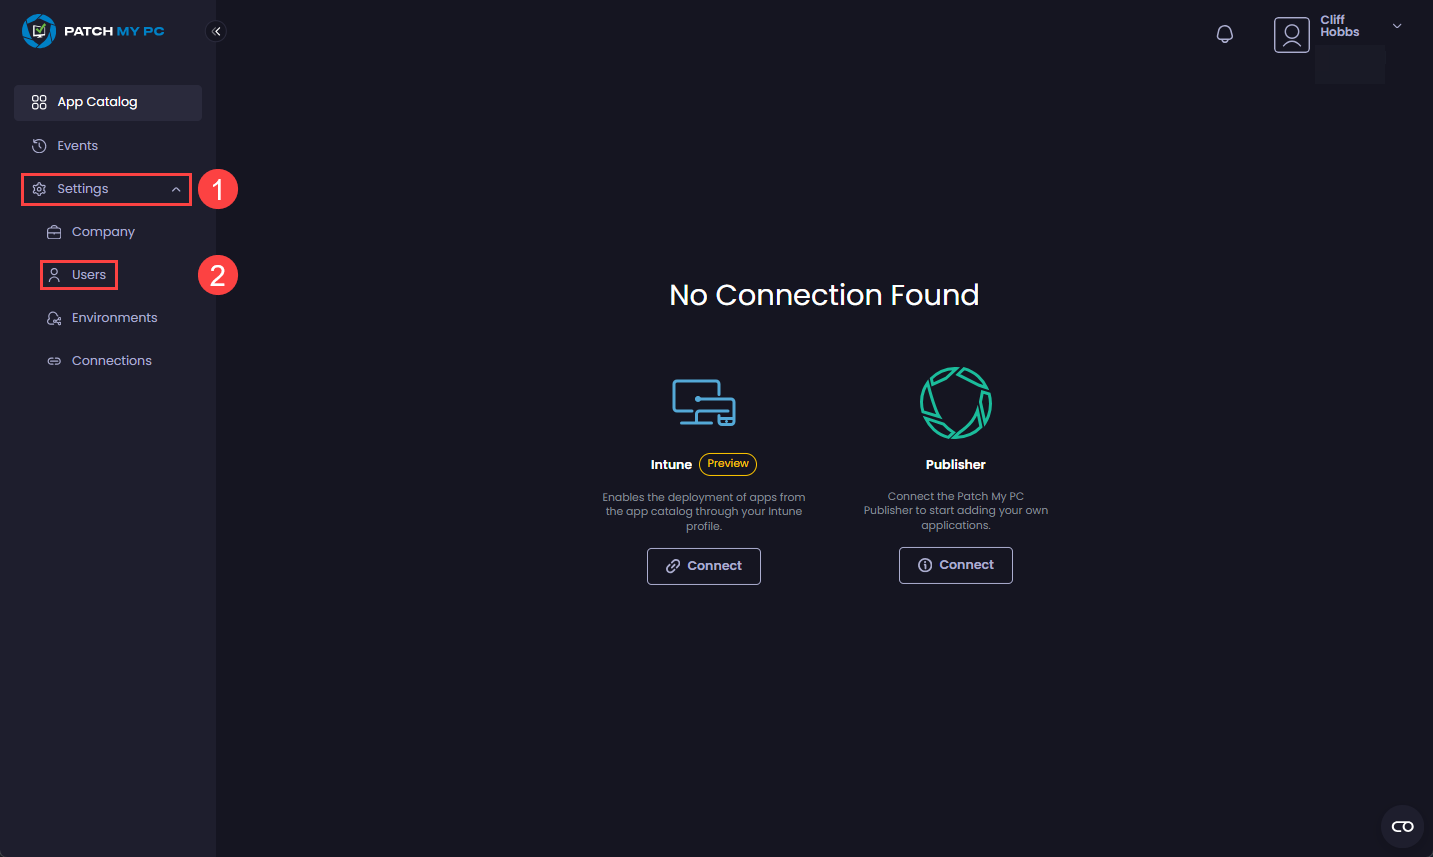 PATCH MY PC
Cliff
Hobbs
App Catalog
Events
Settings
1
Company
Users
2
Environments
Connections
No Connection Found
Intune Preview
Enables the deployment of apps from
the app catalog through your Intune
profile.
Connect
Publisher
Connect the Patch My PC
Publisher to start adding your own
applications.
Connect